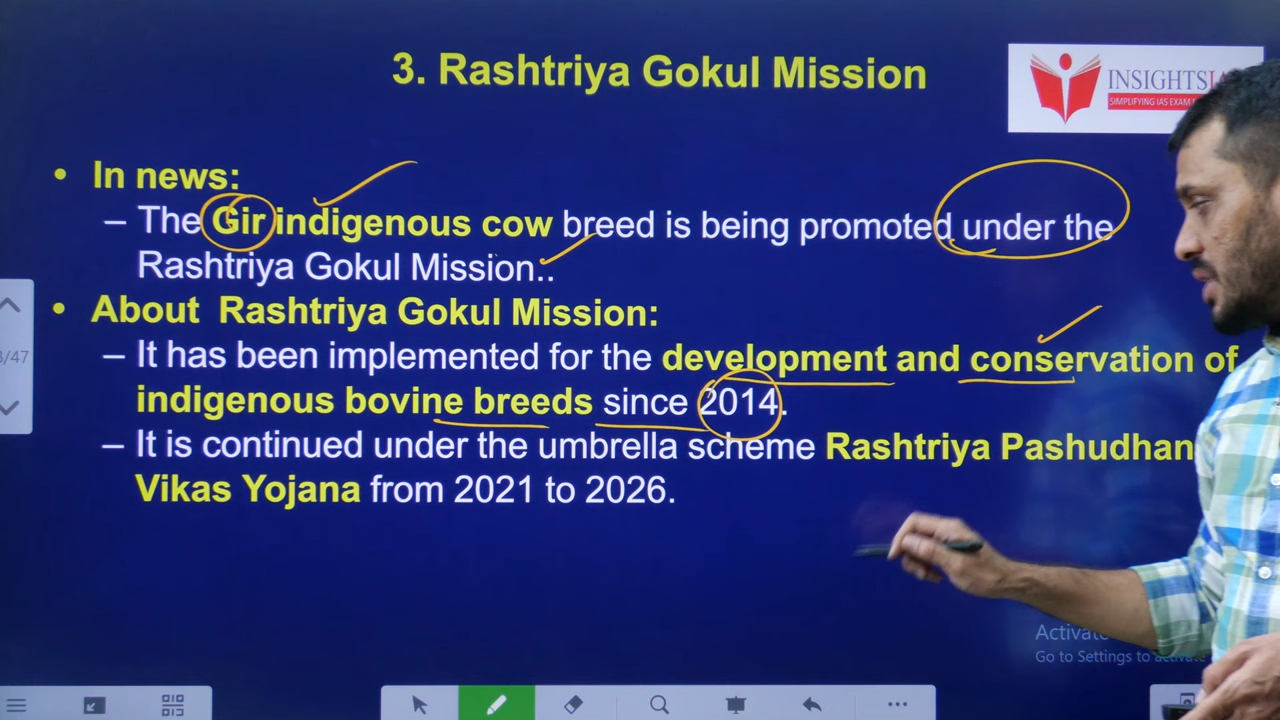 3. Rashtriya Gokul Mission
INSIGHTSIA
SIMPLIFYING IAS EXAM
• In news:
– The Gir indigenous cow breed is being promoted under the
Rashtriya Gokul Mission..
• About Rashtriya Gokul Mission:
– It has been implemented for the development and conservation of
indigenous bovine breeds since 2014.
– It is continued under the umbrella scheme Rashtriya Pashudhan
Vikas Yojana from 2021 to 2026.
/47
Activate
Go to Settings to activate